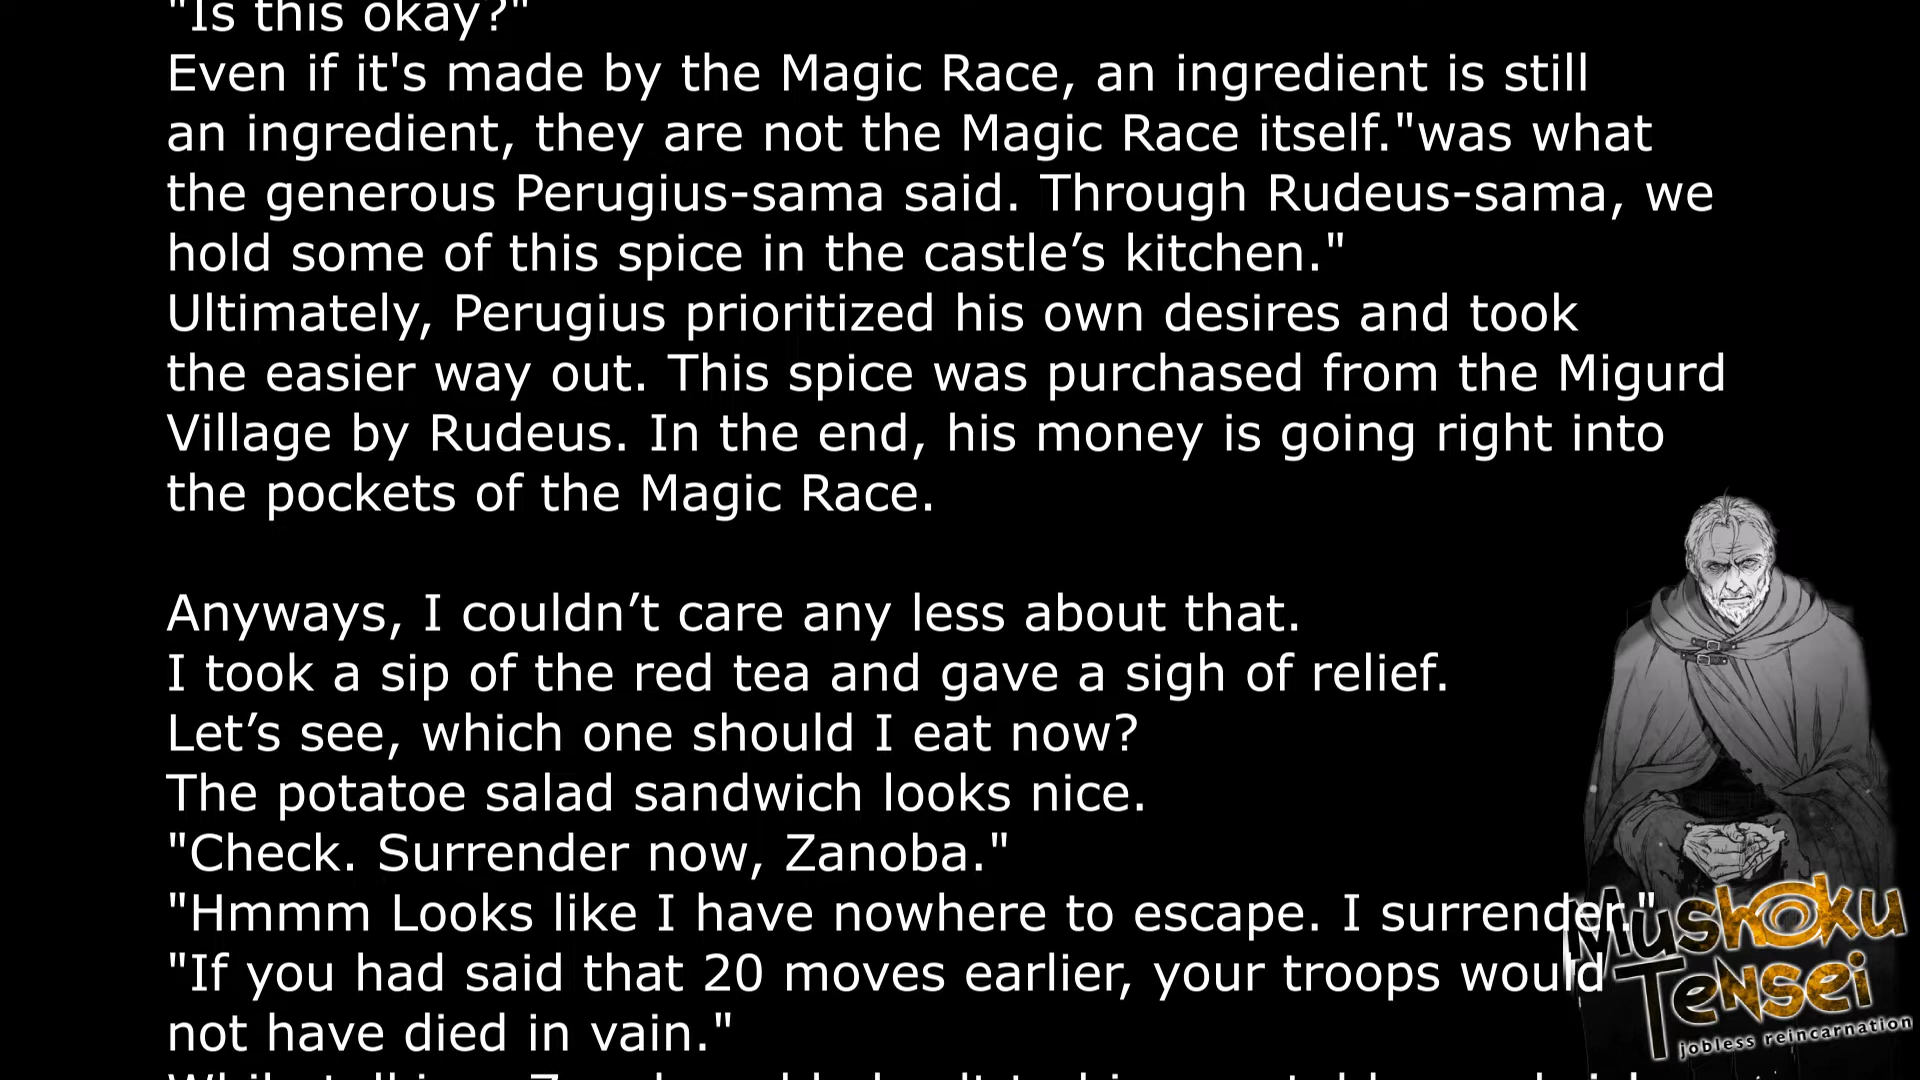 "Is this okay?"
Even if it's made by the Magic Race, an ingredient is still
an ingredient, they are not the Magic Race itself."was what
the generous Perugius-sama said. Through Rudeus-sama, we
hold some of this spice in the castle’s kitchen."
Ultimately, Perugius prioritized his own desires and took
the easier way out. This spice was purchased from the Migurd
Village by Rudeus. In the end, his money is going right into
the pockets of the Magic Race.
Anyways, I couldn’t care any less about that.
I took a sip of the red tea and gave a sigh of relief.
Let’s see, which one should I eat now?
The potatoe salad sandwich looks nice.
"Check. Surrender now, Zanoba."
"Hmmm Looks like I have nowhere to escape. I surrender."
"If you had said that 20 moves earlier, your troops would
not have died in vain."
Mushoku
Tensei
jobless reincarnation